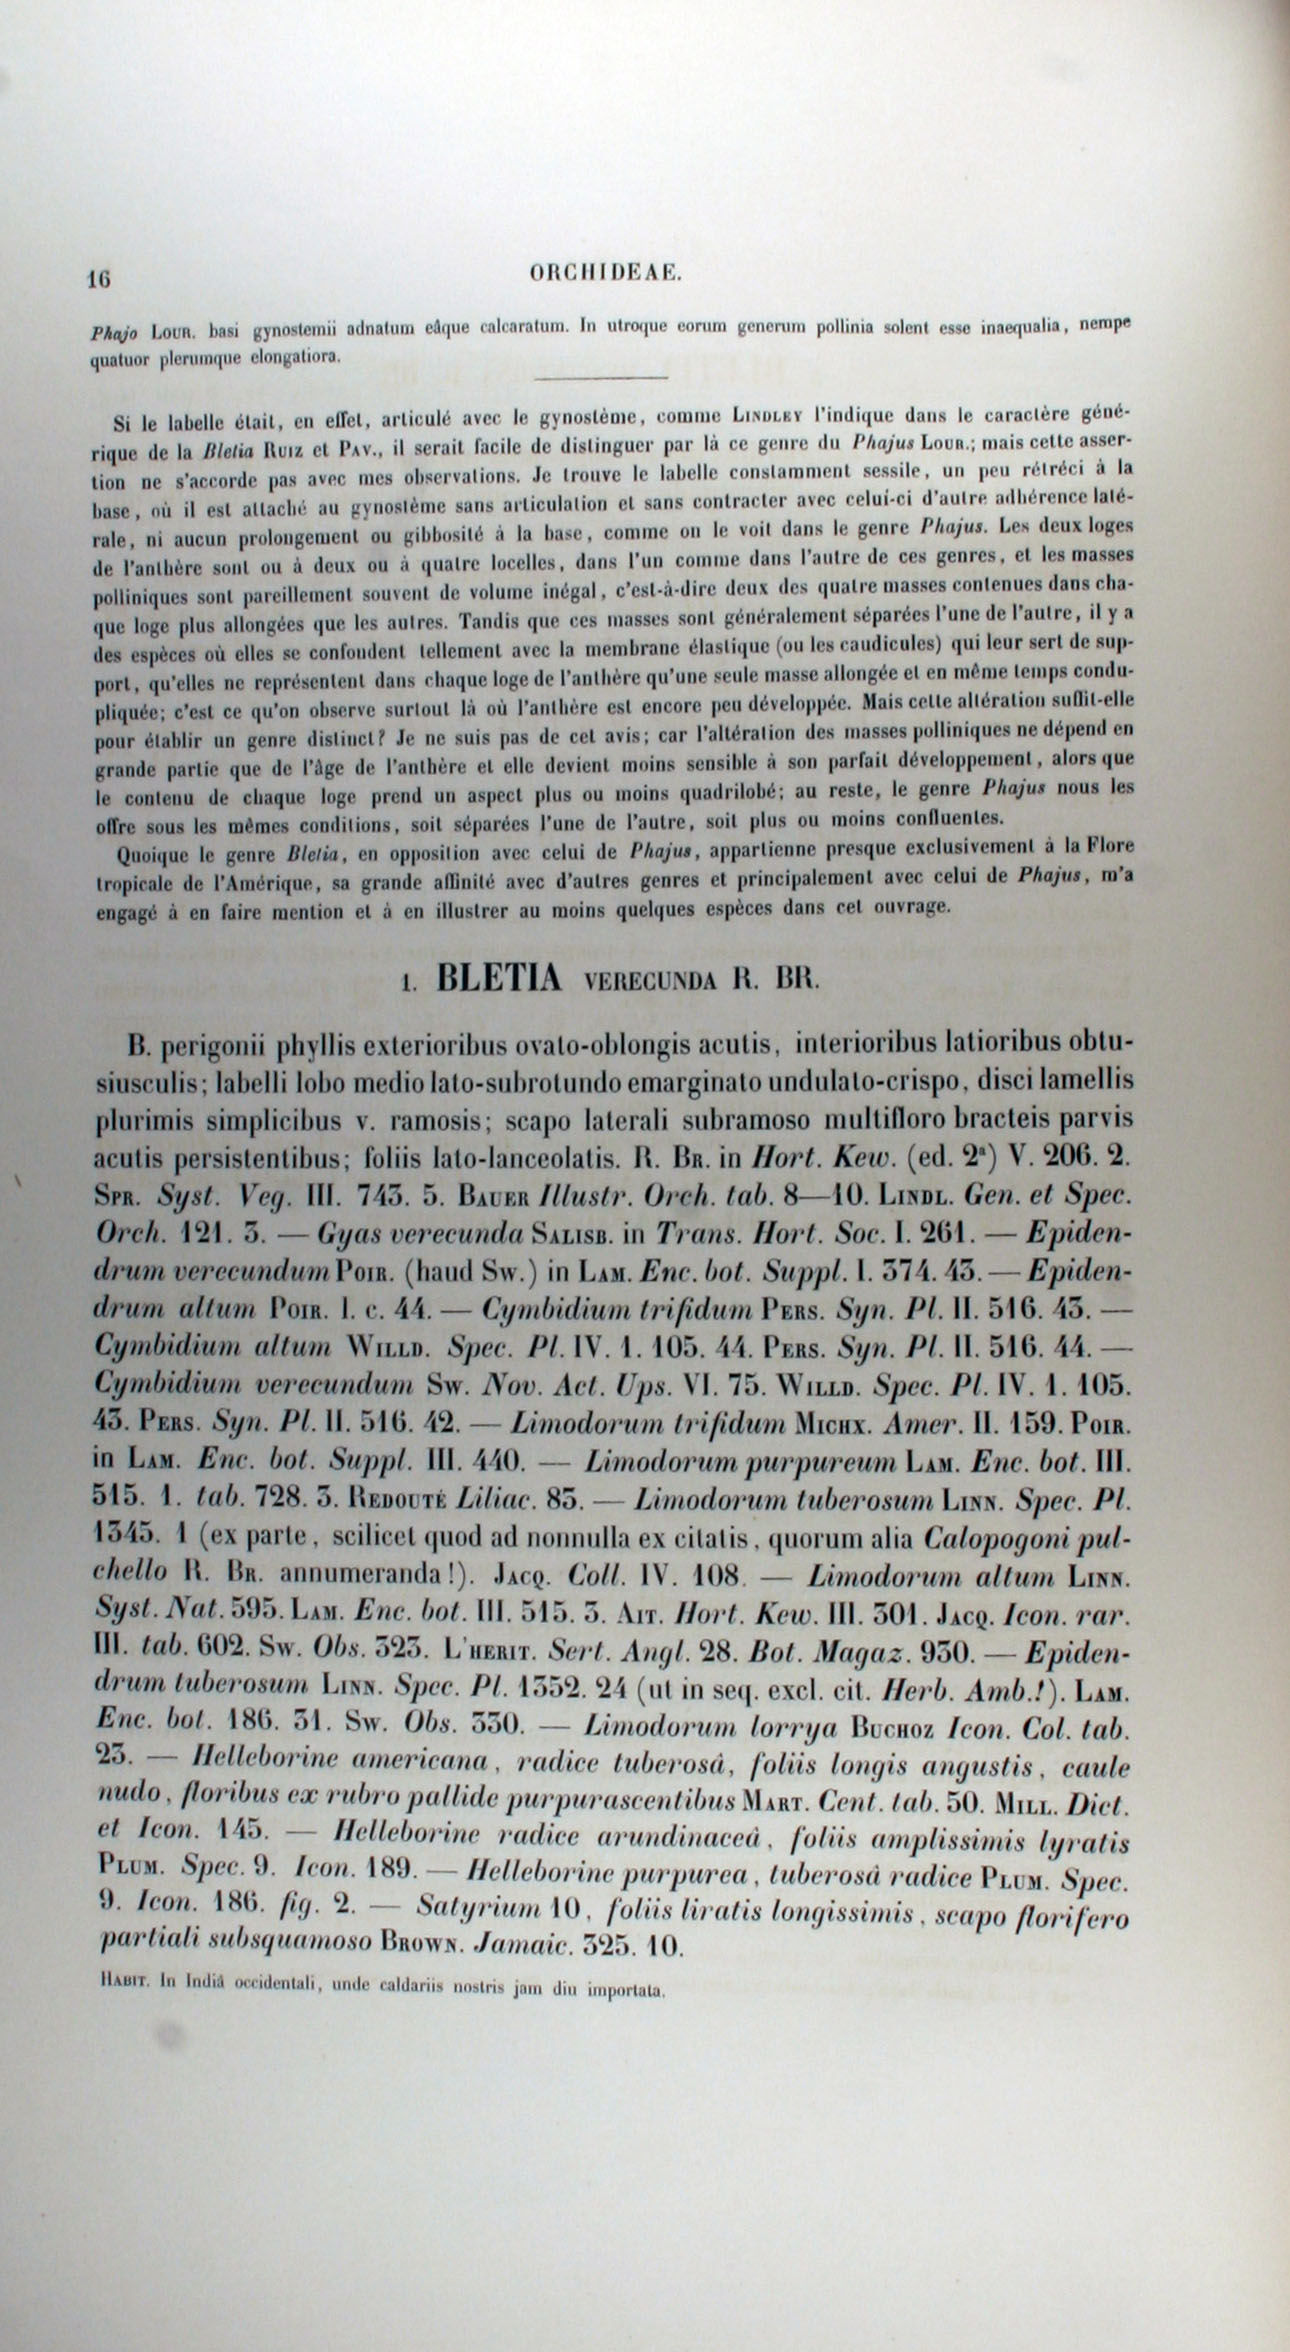 16
ORCHIDEAE.
Phajo Lour. basi gynostemii adnatum eâque calcaratum. In utroque eorum generum pollinia solent esse inaequalia, nempe
quatuor plerumque elongatiora.
Si le labelle était, en effet, articulé avec le gynostème, comme Lindley l'indique dans le caractère géné-
rique de la Bletia Ruiz et Pav., il serait facile de distinguer par là ce genre du Phajus Lour.; mais cette asser-
tion ne s'accorde pas avec mes observations. Je trouve le labelle constamment sessile, un peu rétréci à la
base, où il est attaché au gynostème sans articulation et sans contracter avec celui-ci d'autre adhérence laté-
rale, ni aucun prolongement ou gibbosité à la base, comme on le voit dans le genre Phajus. Les deux loges
de l'anthère sont ou à deux ou à quatre locelles, dans l'un comme dans l'autre de ces genres, et les masses
polliniques sont pareillement souvent de volume inégal, c'est-à-dire deux des quatre masses contenues dans cha-
que loge plus allongées que les autres. Tandis que ces masses sont généralement séparées l'une de l'autre, il y a
des espèces où elles se confondent tellement avec la membrane élastique (ou les caudicules) qui leur sert de sup-
port, qu'elles ne représentent dans chaque loge de l'anthère qu'une seule masse allongée et en même temps condu-
pliquée; c'est ce qu'on observe surtout là où l'anthère est encore peu développée. Mais cette altération suffit-elle
pour établir un genre distinct? Je ne suis pas de cet avis; car l'altération des masses polliniques ne dépend en
grande partie que de l'âge de l'anthère et elle devient moins sensible à son parfait développement, alors que
le contenu de chaque loge prend un aspect plus ou moins quadrilobé; au reste, le genre Phajus nous les
offre sous les mêmes conditions, soit séparées l'une de l'autre, soit plus ou moins confluentes.
Quoique le genre Bletia, en opposition avec celui de Phajus, appartienne presque exclusivement à la Flore
tropicale de l'Amérique, sa grande affinité avec d'autres genres et principalement avec celui de Phajus, m'a
engagé à en faire mention et à en illustrer au moins quelques espèces dans cet ouvrage.
1. BLETIA VERECUNDA R. BR.
B. perigonii phyllis exterioribus ovato-oblongis acutis, interioribus latioribus obtu-
siusculis; labelli lobo medio lato-subrotundo emarginato undulato-crispo, disci lamellis
plurimis simplicibus v. ramosis; scapo laterali subramoso multifloro bracteis parvis
acutis persistentibus; foliis lato-lanceolatis. R. Br. in Hort. Kew. (ed. 2ª) V. 206. 2.
Spr. Syst. Veg. III. 743. 5. Bauer Illustr. Orch. tab. 8—10. Lindl. Gen. et Spec.
Orch. 121. 3. — Gyas verecunda Salisb. in Trans. Hort. Soc. I. 261. — Epiden-
drum verecundum Poir. (haud Sw.) in Lam. Enc. bot. Suppl. I. 374. 43. — Epiden-
drum altum Poir. l. c. 44. — Cymbidium trifidum Pers. Syn. Pl. II. 516. 43. —
Cymbidium altum Willd. Spec. Pl. IV. 1. 105. 44. Pers. Syn. Pl. II. 516. 44. —
Cymbidium verecundum Sw. Nov. Act. Ups. VI. 75. Willd. Spec. Pl. IV. 1. 105.
43. Pers. Syn. Pl. II. 516. 42. — Limodorum trifidum Michx. Amer. II. 159. Poir.
in Lam. Enc. bot. Suppl. III. 440. — Limodorum purpureum Lam. Enc. bot. III.
515. 1. tab. 728. 3. Redouté Liliac. 83. — Limodorum tuberosum Linn. Spec. Pl.
1345. 1 (ex parte, scilicet quod ad nonnulla ex citatis, quorum alia Calopogoni pul-
chello R. Br. annumeranda!). Jacq. Coll. IV. 108. — Limodorum altum Linn.
Syst. Nat. 595. Lam. Enc. bot. III. 515. 3. Ait. Hort. Kew. III. 301. Jacq. Icon. rar.
III. tab. 602. Sw. Obs. 323. L'herit. Sert. Angl. 28. Bot. Magaz. 930. — Epiden-
drum tuberosum Linn. Spec. Pl. 1352. 24 (ut in seq. excl. cit. Herb. Amb.!). Lam.
Enc. bot. 186. 31. Sw. Obs. 330. — Limodorum lorrya Buchoz Icon. Col. tab.
23. — Helleborine americana, radice tuberosâ, foliis longis angustis, caule
nudo, floribus ex rubro pallide purpurascentibus Mart. Cent. tab. 50. Mill. Dict.
et Icon. 145. — Helleborine radice arundinaceâ, foliis amplissimis lyratis
Plum. Spec. 9. Icon. 189. — Helleborine purpurea, tuberosâ radice Plum. Spec.
9. Icon. 186. fig. 2. — Satyrium 10, foliis liratis longissimis, scapo florifero
partiali subsquamoso Brown. Jamaic. 325. 10.
Habit. In Indiâ occidentali, unde caldariis nostris jam diu importata.